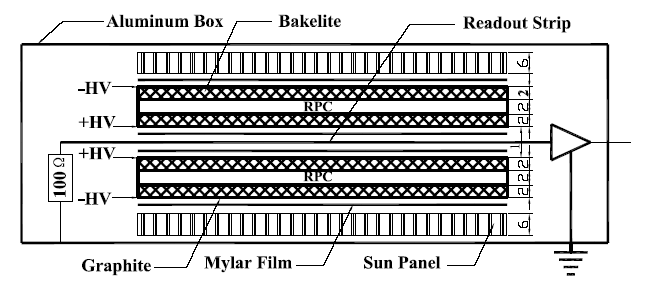 Aluminum Box
Bakelite
Readout Strip
6
-HV
2
RPC
2
+HV
2
1
+HV
2
100 Ω
RPC
2
-HV
2
6
Graphite
Mylar Film
Sun Panel